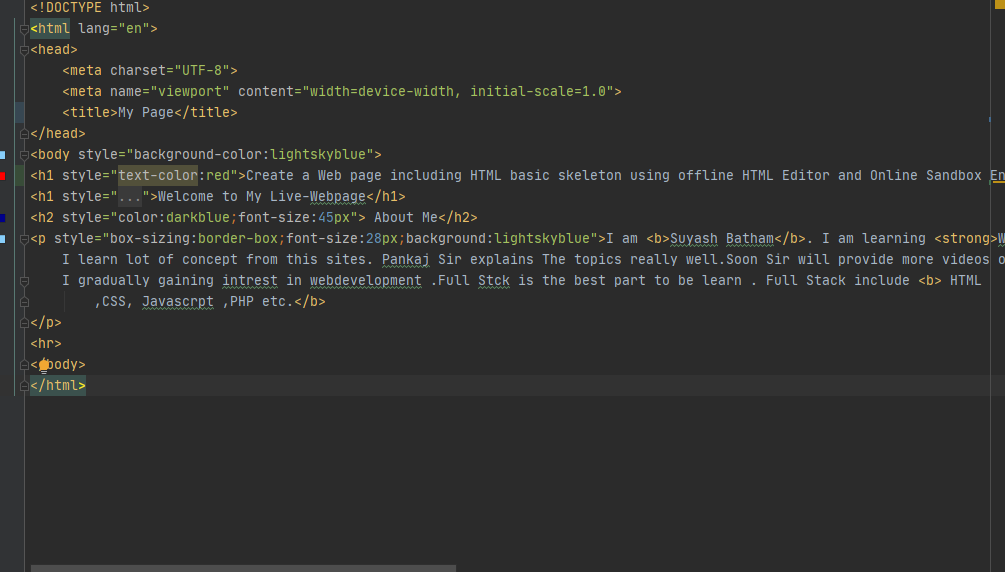 <!DOCTYPE html>
<html lang="en">
<head>
<meta charset="UTF-8">
<meta name="viewport" content="width=device-width, initial-scale=1.0">
<title>My Page</title>
</head>
<body style="background-color:lightskyblue">
<h1 style="text-color:red">Create a Web page including HTML basic skeleton using offline HTML Editor and Online Sandbox En
<h1 style="...">Welcome to My Live-Webpage</h1>
<h2 style="color:darkblue;font-size:45px"> About Me</h2>
<p style="box-sizing:border-box;font-size:28px;background:lightskyblue">I am <b>Suyash Batham</b>. I am learning <strong>W
I learn lot of concept from this sites. Pankaj Sir explains The topics really well.Soon Sir will provide more videos o
I gradually gaining intrest in webdevelopment .Full Stck is the best part to be learn . Full Stack include <b> HTML
,CSS, Javascrpt ,PHP etc.</b>
</p>
<hr>
</body>
</html>